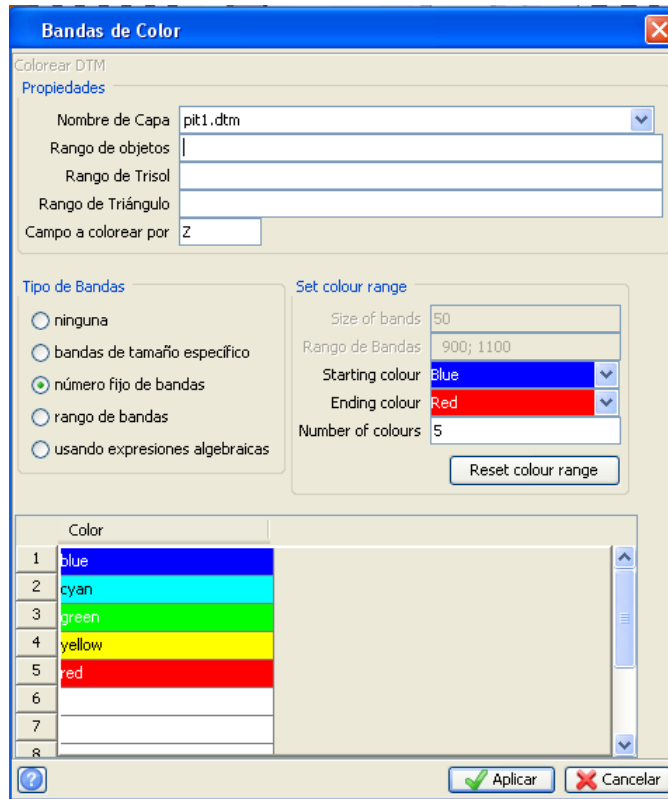 Bandas de Color
Colorear DTM
Propiedades
Nombre de Capa pit1.dtm
Rango de objetos
Rango de Trisol
Rango de Triángulo
Campo a colorear por Z
Tipo de Bandas
ninguna
bandas de tamaño específico
número fijo de bandas
rango de bandas
usando expresiones algebraicas
Set colour range
Size of bands 50
Rango de Bandas 900; 1100
Starting colour Blue
Ending colour Red
Number of colours 5
Reset colour range
Color
1 blue
2 cyan
3 green
4 yellow
5 red
6
7
8
? Aplicar Cancelar